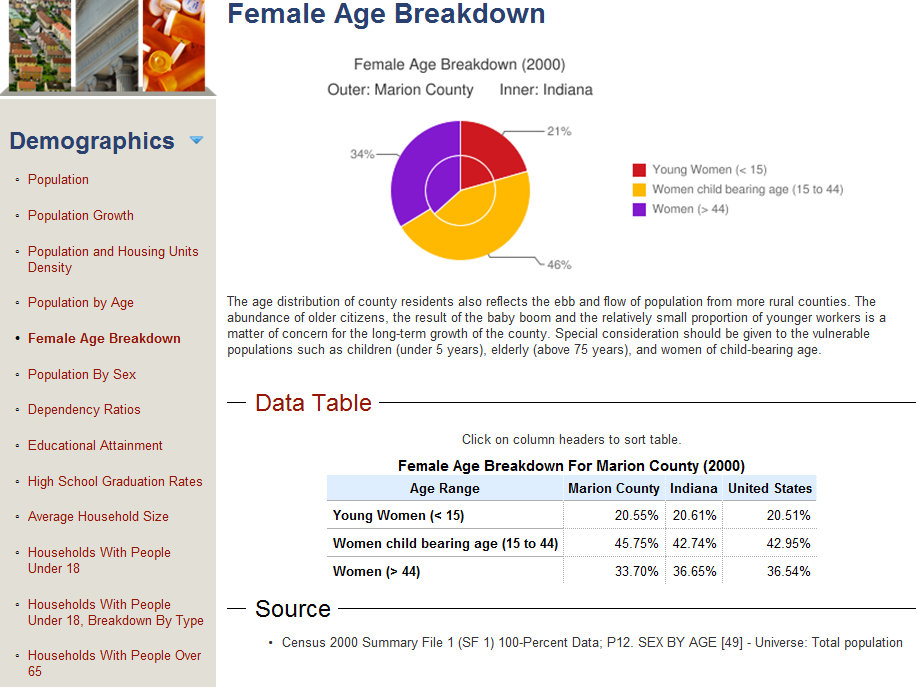 Female Age Breakdown
Female Age Breakdown (2000)
Outer: Marion County Inner: Indiana
21%
34%
46%
Young Women (< 15)
Women child bearing age (15 to 44)
Women (> 44)
Demographics
Population
Population Growth
Population and Housing Units
Density
Population by Age
Female Age Breakdown
Population By Sex
Dependency Ratios
Educational Attainment
High School Graduation Rates
Average Household Size
Households With People
Under 18
Households With People
Under 18, Breakdown By Type
Households With People Over
65
The age distribution of county residents also reflects the ebb and flow of population from more rural counties. The
abundance of older citizens, the result of the baby boom and the relatively small proportion of younger workers is a
matter of concern for the long-term growth of the county. Special consideration should be given to the vulnerable
populations such as children (under 5 years), elderly (above 75 years), and women of child-bearing age.
Data Table
Click on column headers to sort table.
Female Age Breakdown For Marion County (2000)
Age Range Marion County Indiana United States
Young Women (< 15) 20.55% 20.61% 20.51%
Women child bearing age (15 to 44) 45.75% 42.74% 42.95%
Women (> 44) 33.70% 36.65% 36.54%
Source
Census 2000 Summary File 1 (SF 1) 100-Percent Data; P12. SEX BY AGE [49] - Universe: Total population